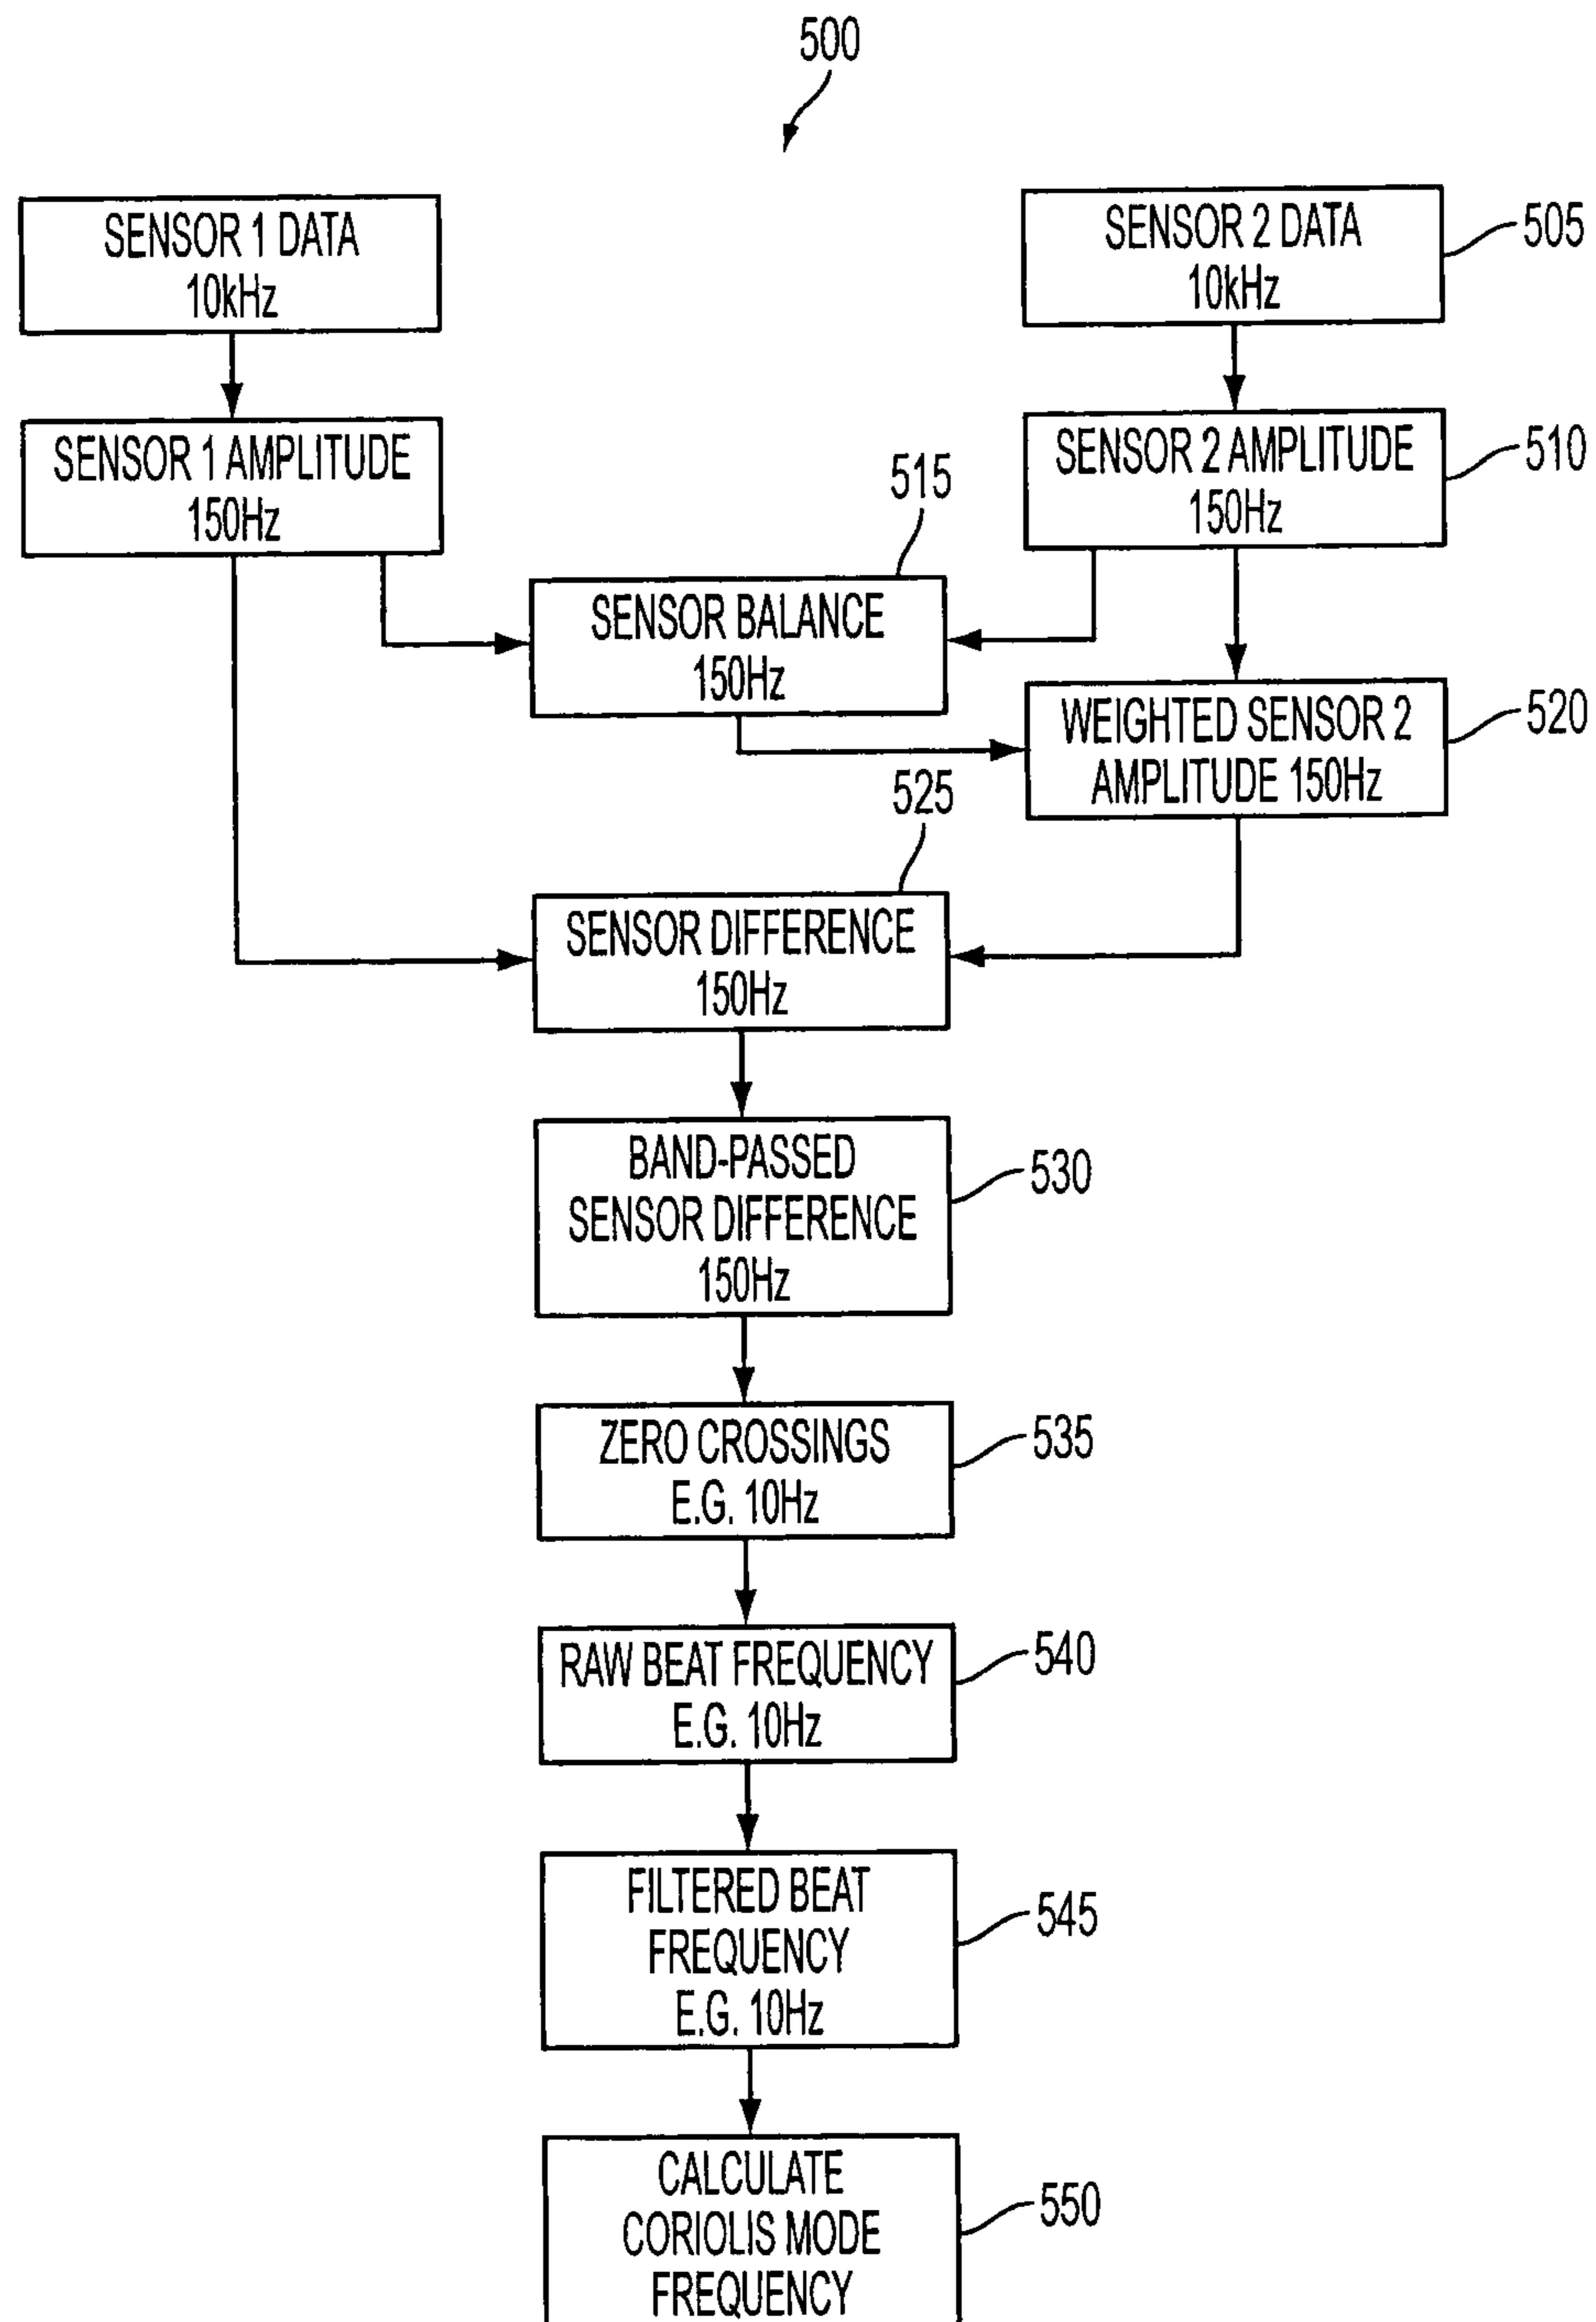 500
SENSOR 1 DATA
10kHz
SENSOR 2 DATA
10kHz
505
SENSOR 1 AMPLITUDE
150Hz
SENSOR 2 AMPLITUDE
150Hz
510
515
SENSOR BALANCE
150Hz
WEIGHTED SENSOR 2
AMPLITUDE 150Hz
520
525
SENSOR DIFFERENCE
150Hz
BAND-PASSED
SENSOR DIFFERENCE
150Hz
530
ZERO CROSSINGS
E.G. 10Hz
535
RAW BEAT FREQUENCY
E.G. 10Hz
540
FILTERED BEAT
FREQUENCY
E.G. 10Hz
545
CALCULATE
CORIOLIS MODE
FREQUENCY
550